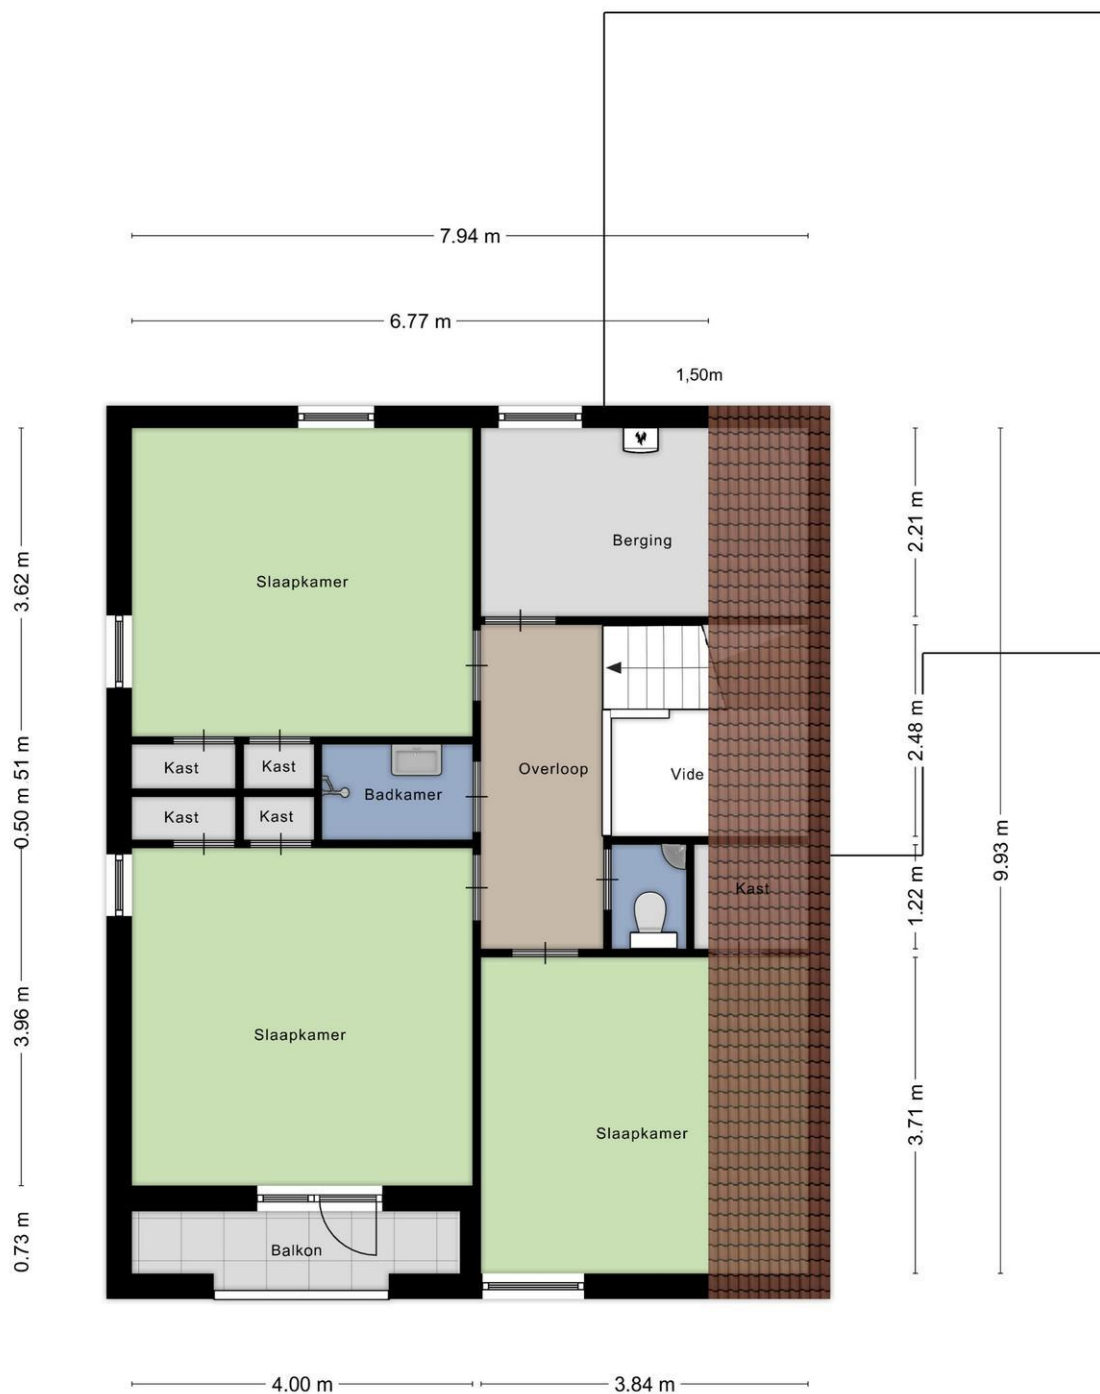 7.94 m
6.77 m
1,50m
3.62 m
2.21 m
Berging
Slaapkamer
2.48 m
51 m
0.50 m
Kast
Kast
Kast
Kast
Badkamer
Overloop
Vide
9.93 m
1.22 m
Kast
3.96 m
Slaapkamer
3.71 m
Slaapkamer
0.73 m
Balkon
4.00 m
3.84 m